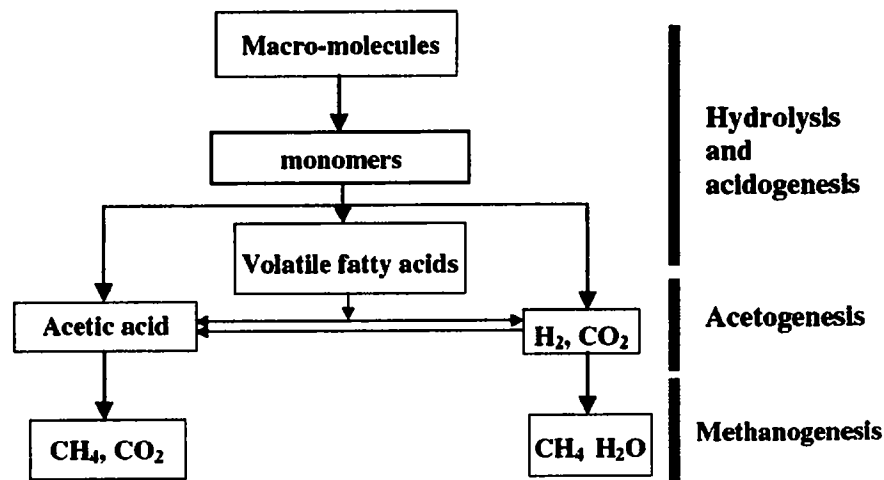 Macro-molecules
monomers
Volatile fatty acids
Acetic acid
H₂, CO₂
CH₄, CO₂
CH₄ H₂O
Hydrolysis
and
acidogenesis
Acetogenesis
Methanogenesis